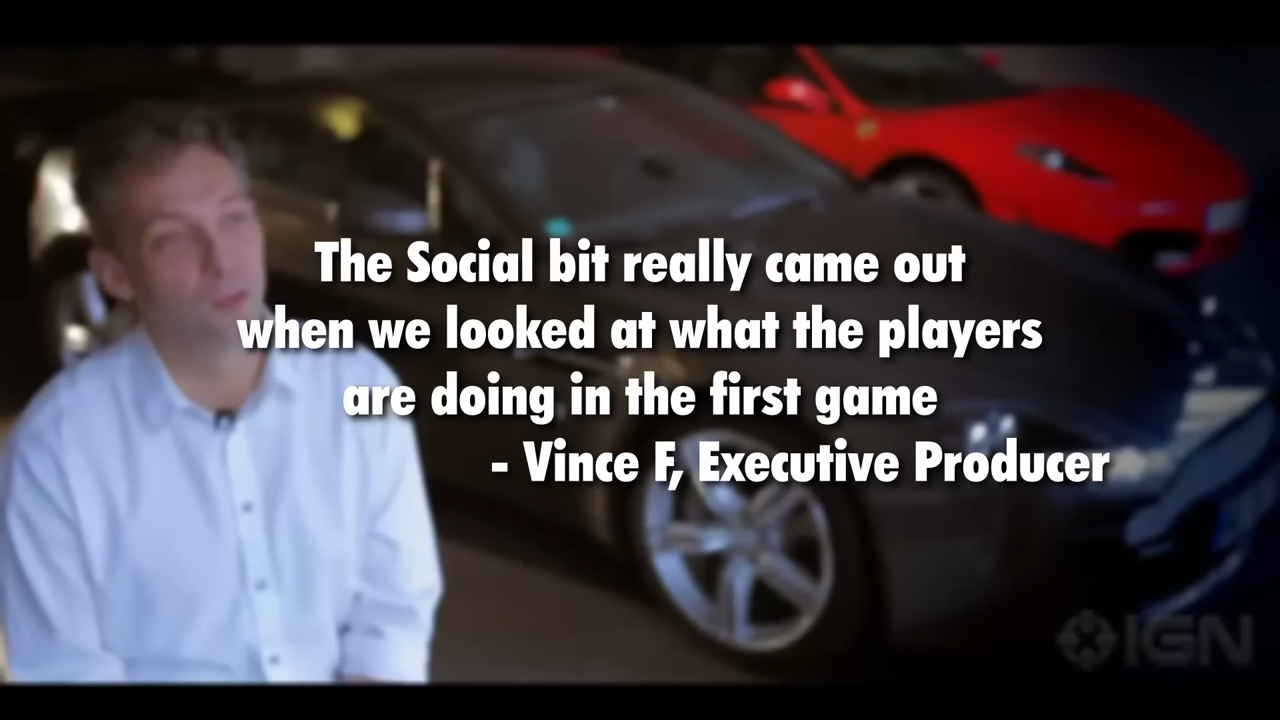 The Social bit really came out
when we looked at what the players
are doing in the first game
- Vince F, Executive Producer
IGN